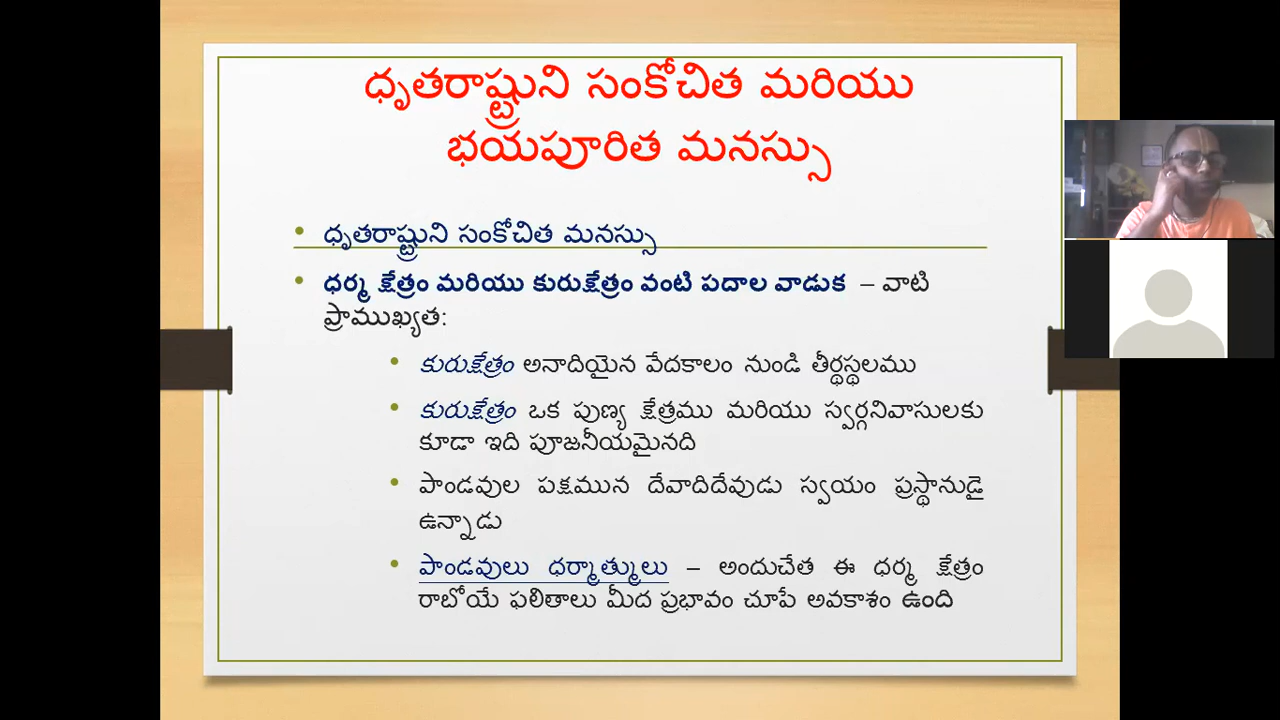 ధృతరాష్ట్రుని సంకోచిత మరియు
భయపూరిత మనస్సు
• ధృతరాష్ట్రుని సంకోచిత మనస్సు
• ధర్మ క్షేత్రం మరియు కురుక్షేత్రం వంటి పదాల వాడుక – వాటి
ప్రాముఖ్యత:
• కురుక్షేత్రం అనాదియైన వేదకాలం నుండి తీర్థస్థలము
• కురుక్షేత్రం ఒక పుణ్య క్షేత్రము మరియు స్వర్గనివాసులకు
కూడా ఇది పూజనీయమైనది
• పాండవుల పక్షమున దేవాదిదేవుడు స్వయం ప్రస్థానుడై
ఉన్నాడు
• పాండవులు ధర్మాత్ములు – అందుచేత ఈ ధర్మ క్షేత్రం
రాబోయే ఫలితాలు మీద ప్రభావం చూపే అవకాశం ఉంది